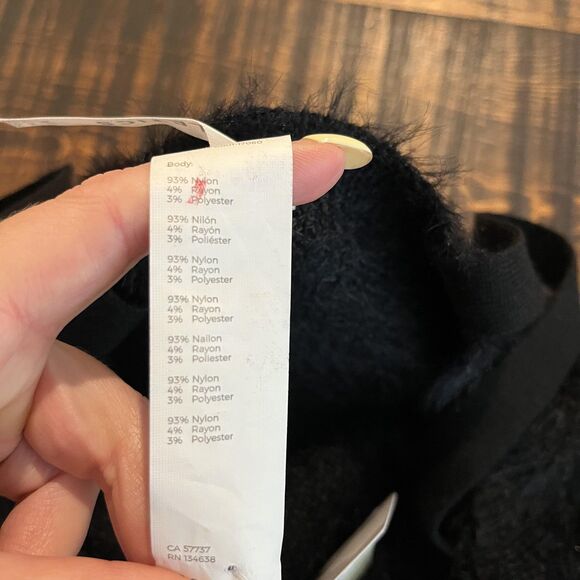 Body:
93% Nylon
4% Rayon
3% Polyester
93% Nilón
4% Rayón
3% Poliéster
93% Nylon
4% Rayon
3% Polyester
93% Nylon
4% Rayon
3% Polyester
93% Nailon
4% Rayon
3% Poliester
93% Nylon
4% Rayon
3% Polyester
93% Nylon
4% Rayon
3% Polyester
CA 57737
RN 134638